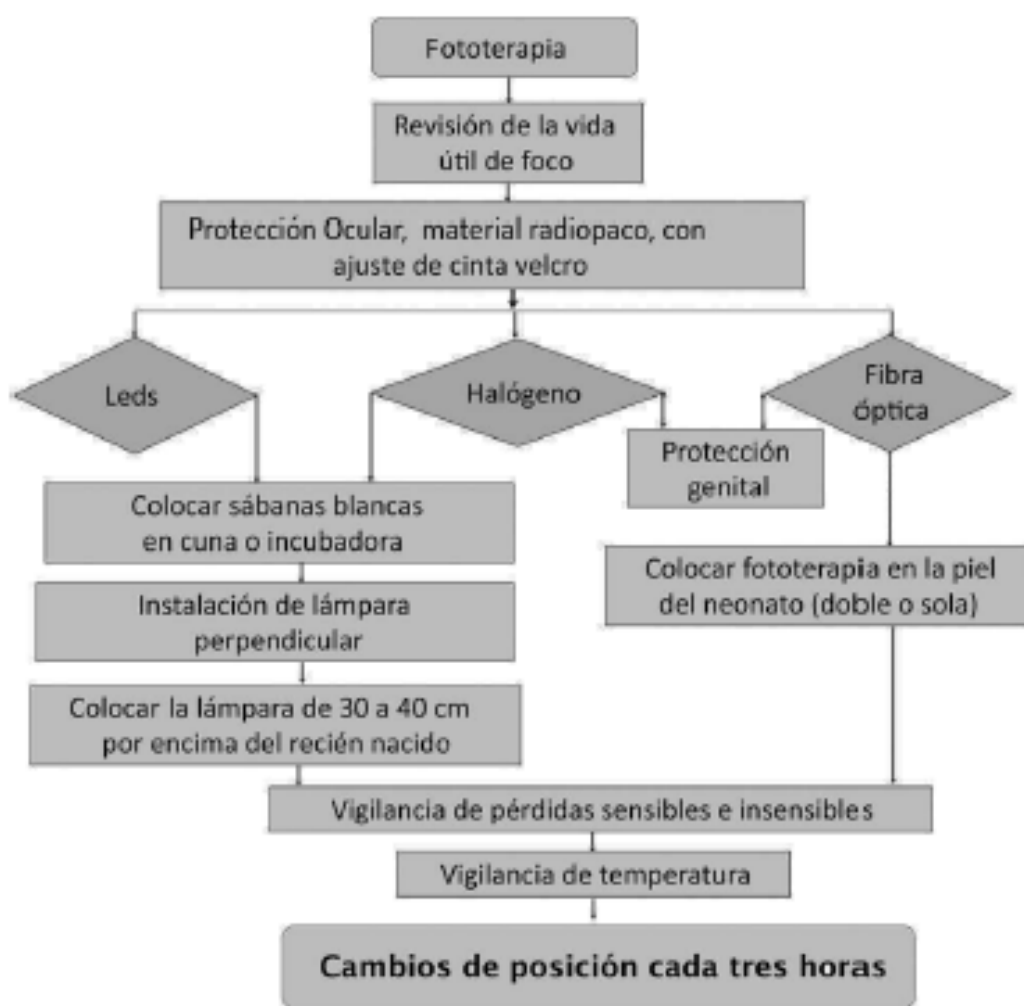 Fototerapia
Revisión de la vida
útil de foco
Protección Ocular, material radiopaco, con
ajuste de cinta velcro
Leds
Halógeno
Fibra
óptica
Protección
genital
Colocar sábanas blancas
en cuna o incubadora
Colocar fototerapia en la piel
del neonato (doble o sola)
Instalación de lámpara
perpendicular
Colocar la lámpara de 30 a 40 cm
por encima del recién nacido
Vigilancia de pérdidas sensibles e insensibles
Vigilancia de temperatura
Cambios de posición cada tres horas